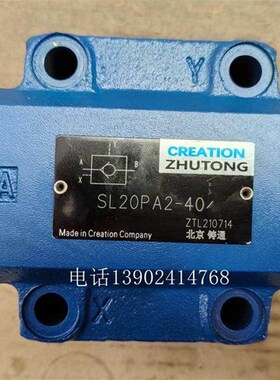 Y
A
CREATION
ZHUTONG
A
B
X
SL20PA2-40/
ZTL210714
Made in Creation Company
北京 铸通
电话13902414768
X